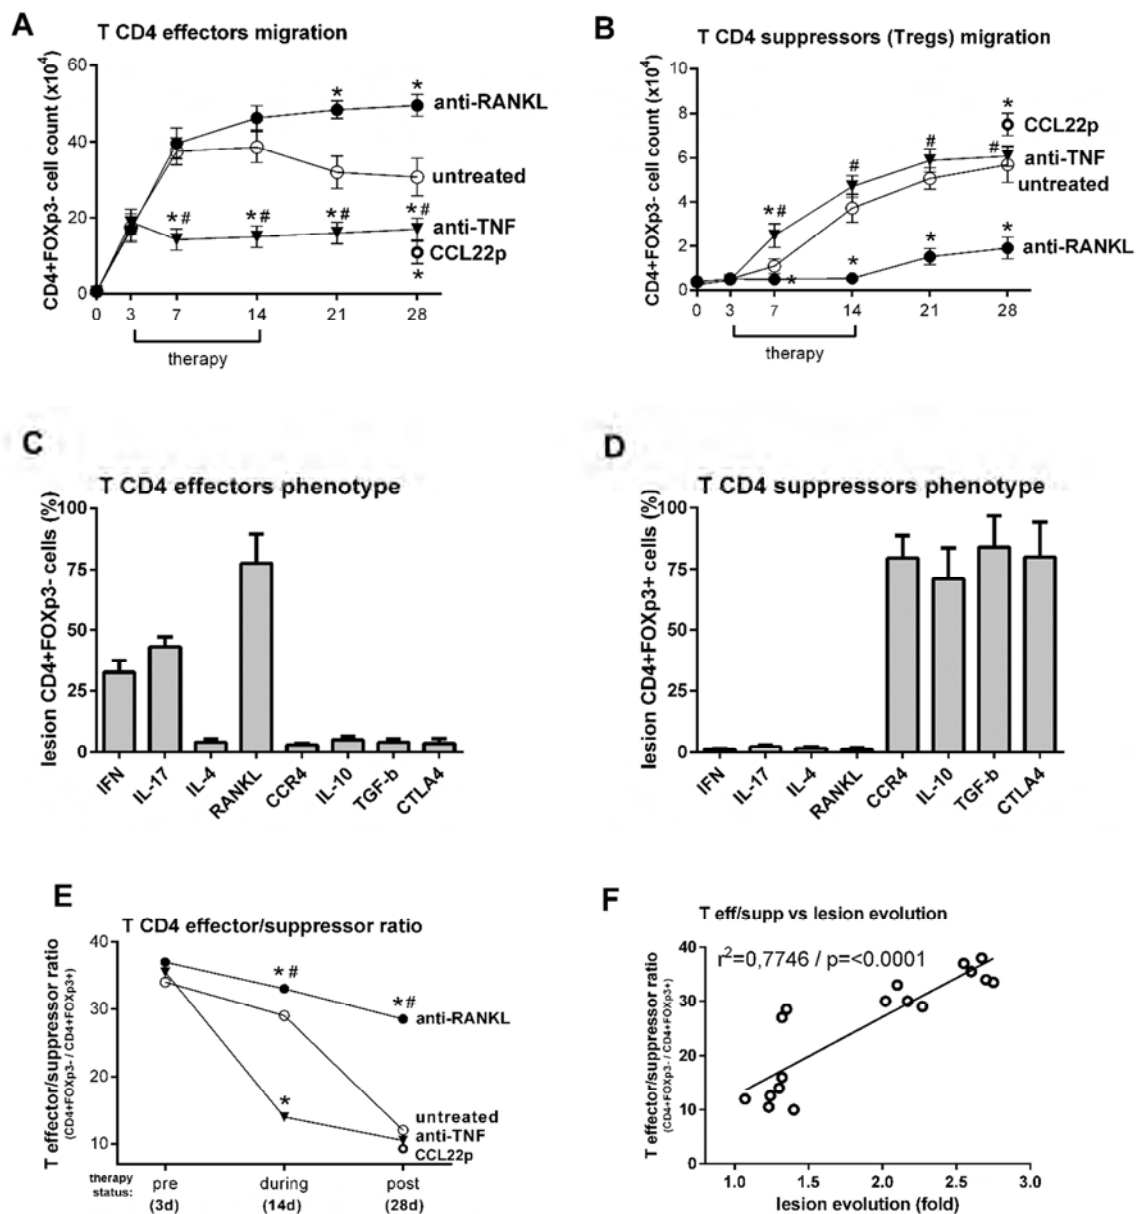 A
T CD4 effectors migration
CD4+FOXp3- cell count (x10⁴)
60
40
20
0
* *
anti-RANKL
untreated
*# *# *# *#
anti-TNF
CCL22p
*
0 3 7 14 21 28
therapy
B
T CD4 suppressors (Tregs) migration
CD4+FOXp3- cell count (x10⁴)
10
8
6
4
2
0
*
CCL22p
*# # # #
anti-TNF
untreated
* * * *
anti-RANKL
0 3 7 14 21 28
therapy
C
T CD4 effectors phenotype
lesion CD4+FOXp3- cells (%)
100
75
50
25
0
IFN IL-17 IL-4 RANKL CCR4 IL-10 TGF-b CTLA4
D
T CD4 suppressors phenotype
lesion CD4+FOXp3+ cells (%)
100
75
50
25
0
IFN IL-17 IL-4 RANKL CCR4 IL-10 TGF-b CTLA4
E
T CD4 effector/suppressor ratio
T effector/suppressor ratio
(CD4+FOXp3- / CD4+FOXp3+)
40
30
20
10
*# *#
anti-RANKL
*
untreated
anti-TNF
CCL22p
therapy
status:
pre during post
(3d) (14d) (28d)
F
T eff/supp vs lesion evolution
T effector/suppressor ratio
(CD4+FOXp3- / CD4+FOXp3+)
r²=0,7746 / p=<0.0001
40
30
20
10
0
1.0 1.5 2.0 2.5 3.0
lesion evolution (fold)